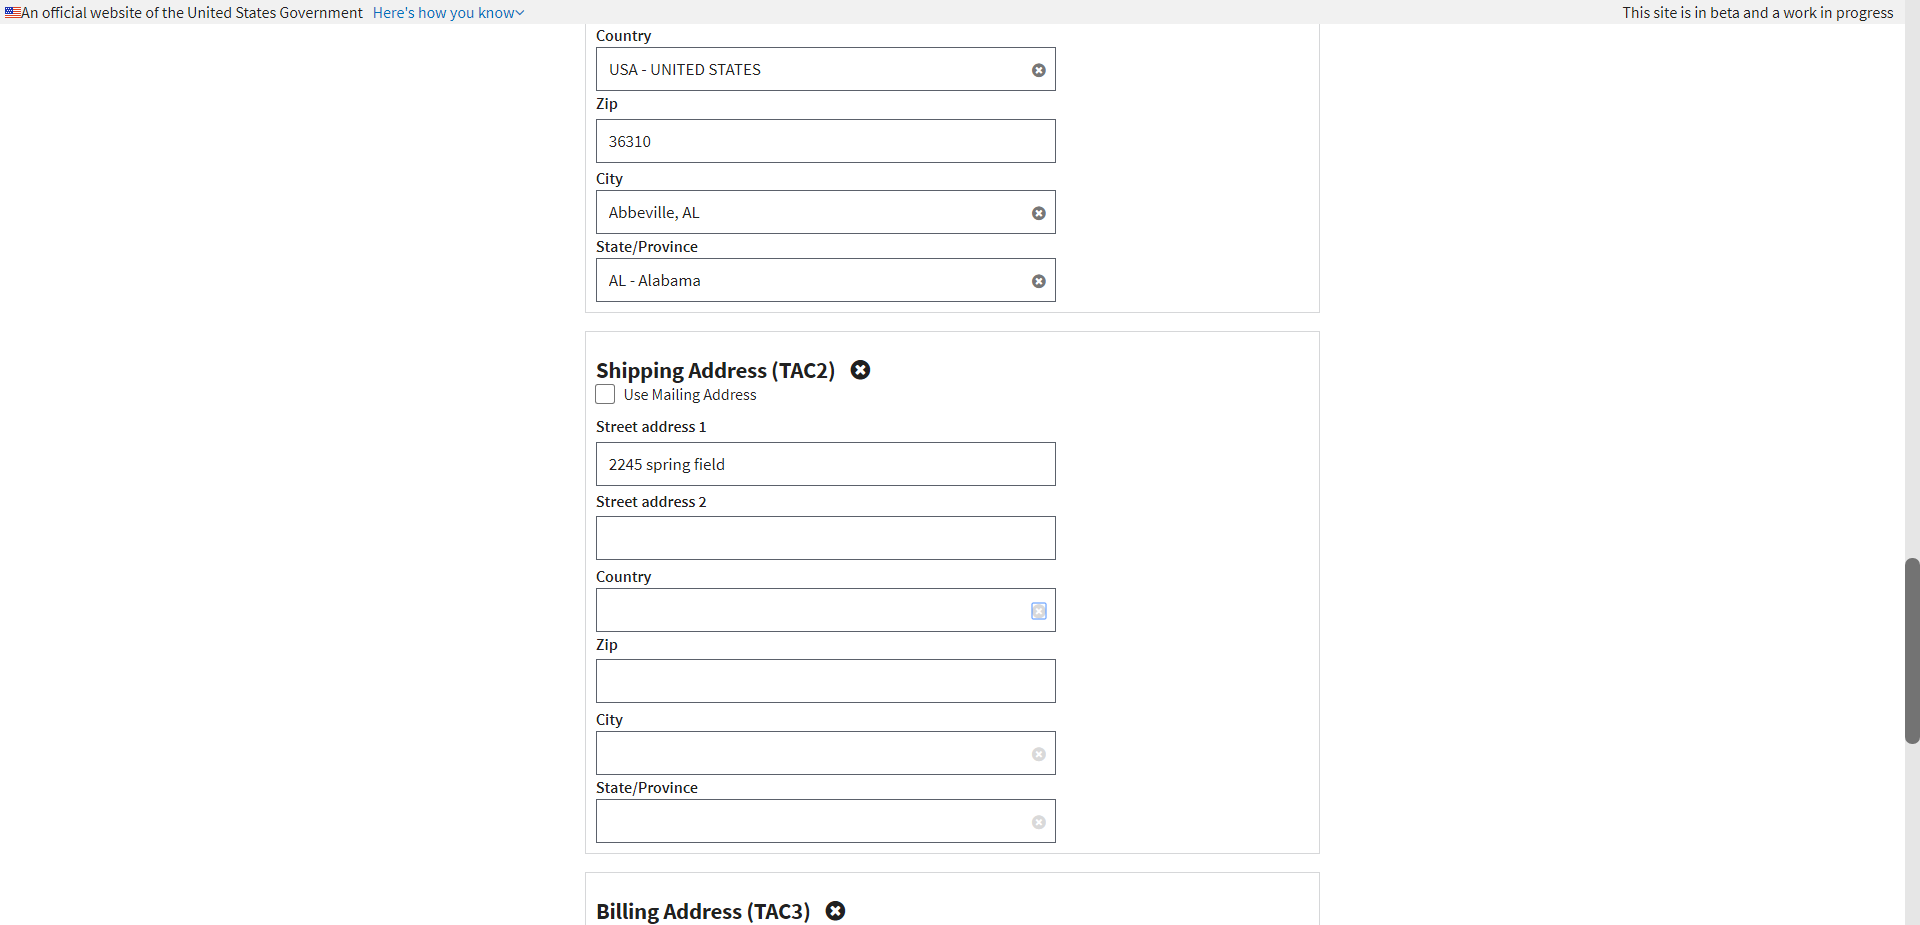 An official website of the United States Government Here's how you know
This site is in beta and a work in progress
Country
USA - UNITED STATES
Zip
36310
City
Abbeville, AL
State/Province
AL - Alabama
Shipping Address (TAC2)
Use Mailing Address
Street address 1
2245 spring field
Street address 2
Country
Zip
City
State/Province
Billing Address (TAC3)